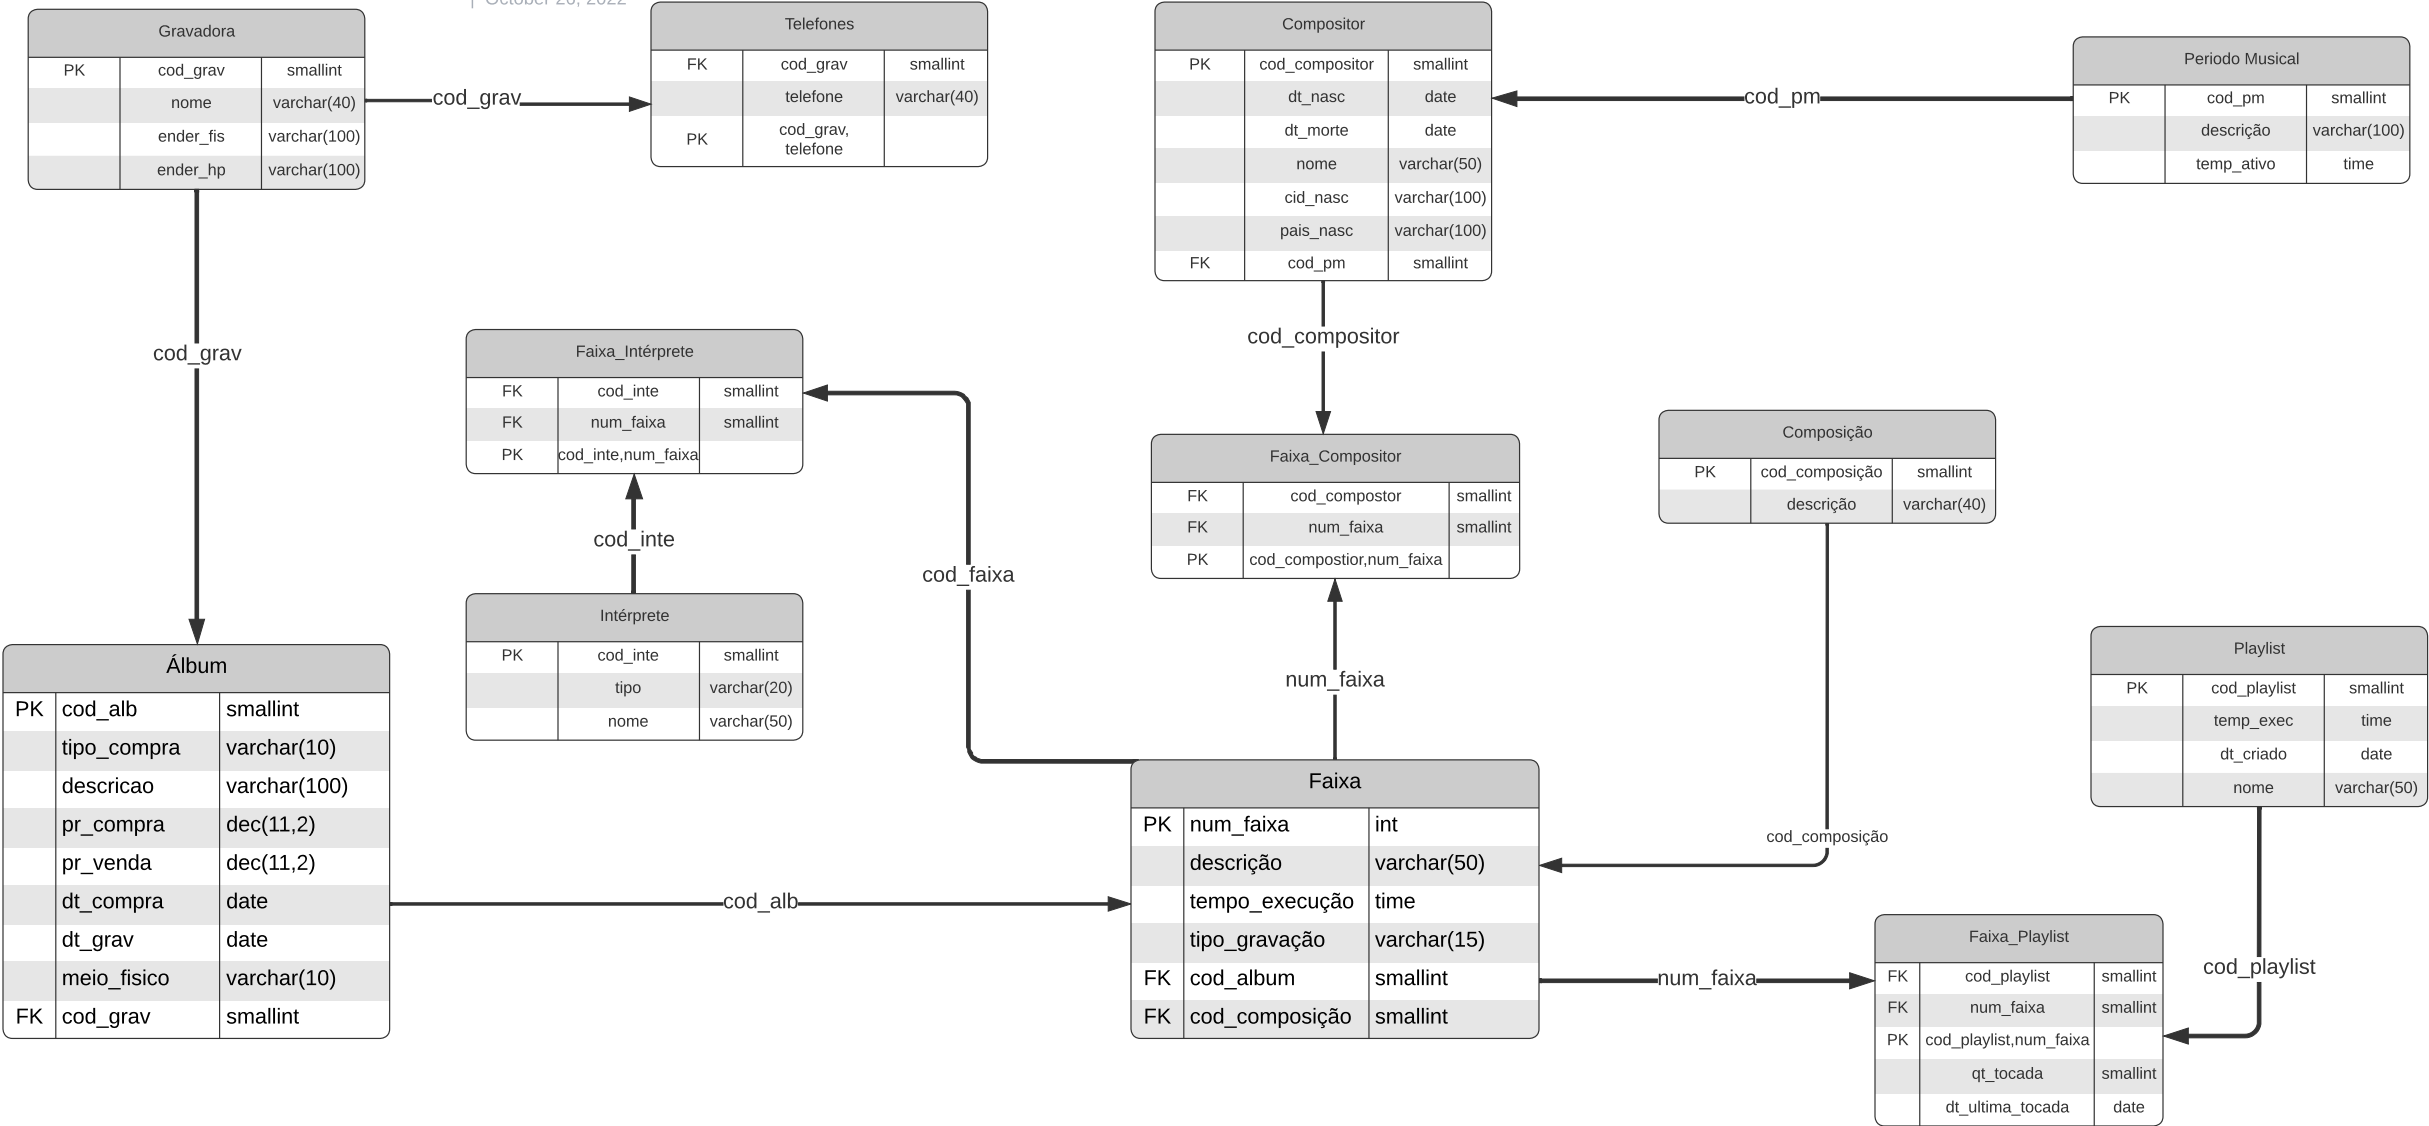 | October 26, 2022
Gravadora
PK cod_grav smallint
nome varchar(40)
ender_fis varchar(100)
ender_hp varchar(100)
cod_grav
Telefones
FK cod_grav smallint
telefone varchar(40)
PK cod_grav,
telefone
Compositor
PK cod_compositor smallint
dt_nasc date
dt_morte date
nome varchar(50)
cid_nasc varchar(100)
pais_nasc varchar(100)
FK cod_pm smallint
cod_pm
Periodo Musical
PK cod_pm smallint
descrição varchar(100)
temp_ativo time
cod_grav
cod_compositor
Faixa_Intérprete
FK cod_inte smallint
FK num_faixa smallint
PK cod_inte,num_faixa
cod_inte
cod_faixa
Faixa_Compositor
FK cod_compostor smallint
FK num_faixa smallint
PK cod_compostior,num_faixa
Composição
PK cod_composição smallint
descrição varchar(40)
Intérprete
PK cod_inte smallint
tipo varchar(20)
nome varchar(50)
num_faixa
Álbum
PK cod_alb smallint
tipo_compra varchar(10)
descricao varchar(100)
pr_compra dec(11,2)
pr_venda dec(11,2)
dt_compra date
dt_grav date
meio_fisico varchar(10)
FK cod_grav smallint
cod_alb
Faixa
PK num_faixa int
descrição varchar(50)
tempo_execução time
tipo_gravação varchar(15)
FK cod_album smallint
FK cod_composição smallint
cod_composição
Playlist
PK cod_playlist smallint
temp_exec time
dt_criado date
nome varchar(50)
num_faixa
cod_playlist
Faixa_Playlist
FK cod_playlist smallint
FK num_faixa smallint
PK cod_playlist,num_faixa
qt_tocada smallint
dt_ultima_tocada date